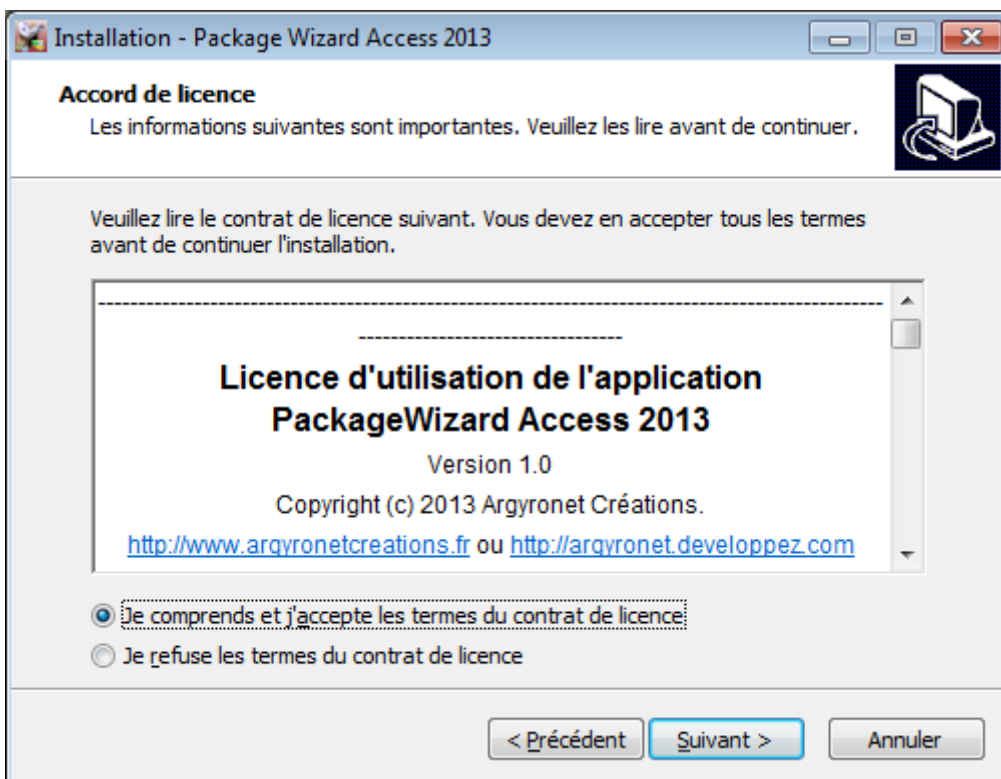 Installation - Package Wizard Access 2013
Accord de licence
Les informations suivantes sont importantes. Veuillez les lire avant de continuer.
Veuillez lire le contrat de licence suivant. Vous devez en accepter tous les termes
avant de continuer l'installation.
--------------------------------------------------------------------------------------------------
---------------------------------
Licence d'utilisation de l'application
PackageWizard Access 2013
Version 1.0
Copyright (c) 2013 Argyronet Créations.
http://www.argyronetcreations.fr ou http://argyronet.developpez.com
Je comprends et j'accepte les termes du contrat de licence
Je refuse les termes du contrat de licence
< Précédent Suivant > Annuler